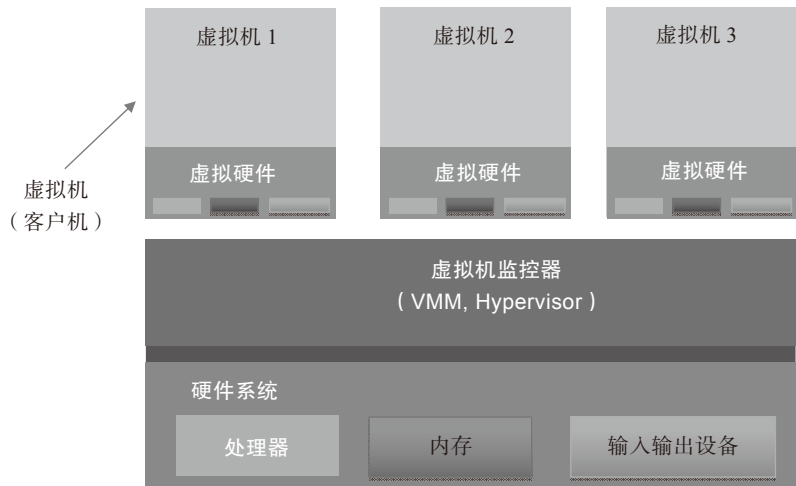 虚拟机 1
虚拟机 2
虚拟机 3
虚拟硬件
虚拟硬件
虚拟硬件
虚拟机
（客户机）
虚拟机监控器
（VMM, Hypervisor）
硬件系统
处理器
内存
输入输出设备